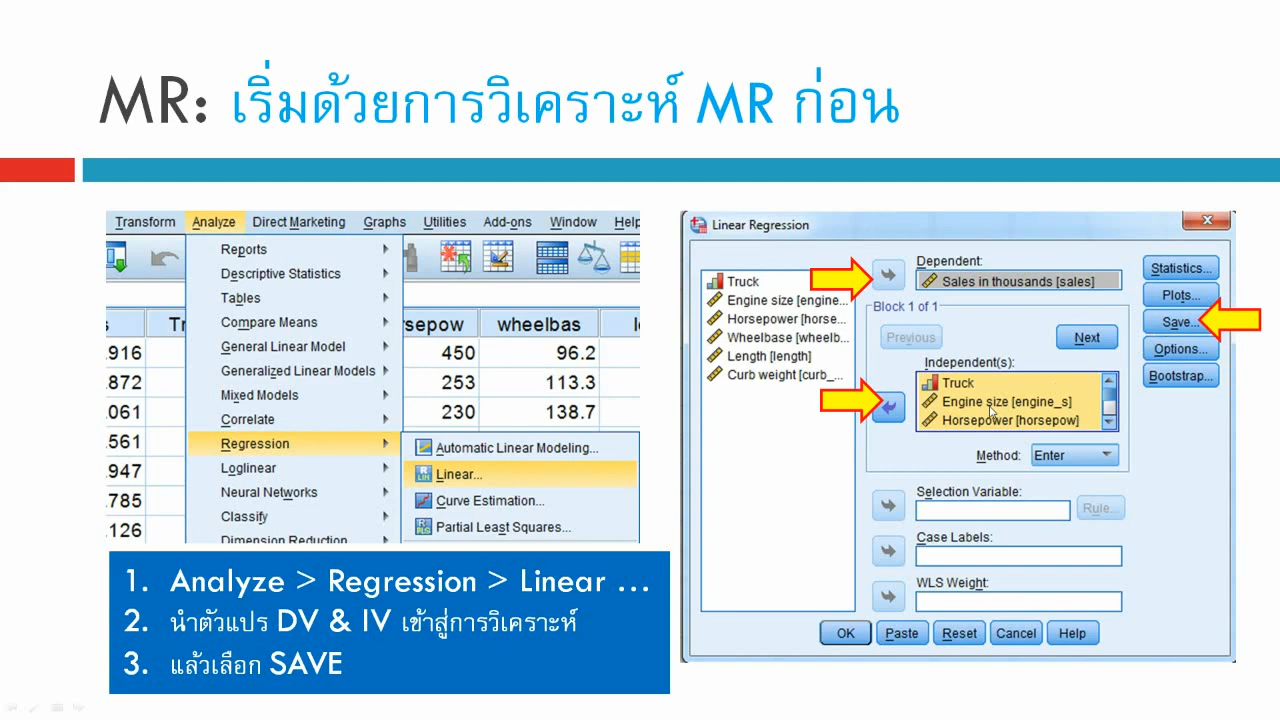 MR: เริ่มด้วยการวิเคราะห์ MR ก่อน
Transform Analyze Direct Marketing Graphs Utilities Add-ons Window Help
Reports
Descriptive Statistics
Tables
Compare Means
General Linear Model
Generalized Linear Models
Mixed Models
Correlate
Regression
Loglinear
Neural Networks
Classify
Dimension Reduction
Automatic Linear Modeling...
Linear...
Curve Estimation...
Partial Least Squares...
s Tr sepow wheelbas l
.916 450 96.2
.872 253 113.3
.061 230 138.7
.561
.947
.785
.126
1. Analyze > Regression > Linear ...
2. นำตัวแปร DV & IV เข้าสู่การวิเคราะห์
3. แล้วเลือก SAVE
Linear Regression
Truck
Engine size [engine...
Horsepower [horse...
Wheelbase [wheelb...
Length [length]
Curb weight [curb_...
Dependent:
Sales in thousands [sales]
Block 1 of 1
Previous Next
Independent(s):
Truck
Engine size [engine_s]
Horsepower [horsepow]
Method: Enter
Selection Variable:
Rule...
Case Labels:
WLS Weight:
Statistics...
Plots...
Save...
Options...
Bootstrap...
OK Paste Reset Cancel Help